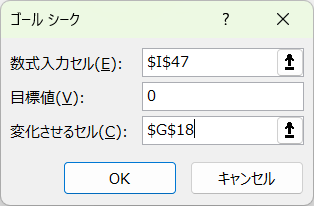 ゴール シーク ?
数式入力セル(E): $I$47
目標値(V): 0
変化させるセル(C): $G$18
OK キャンセル